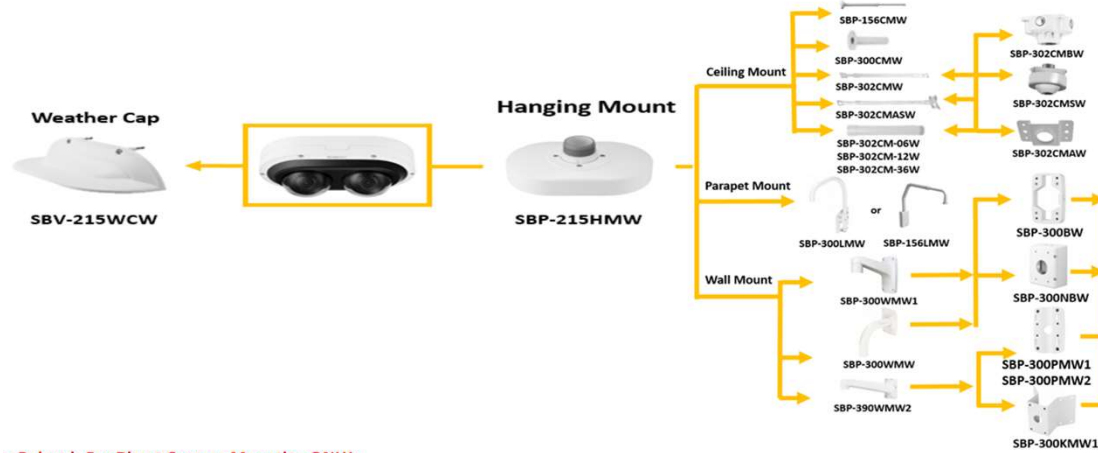 Weather Cap
SBV-215WCW
Hanging Mount
SBP-215HMW
Ceiling Mount
SBP-156CMW
SBP-300CMW
SBP-302CMW
SBP-302CMASW
SBP-302CM-06W
SBP-302CM-12W
SBP-302CM-36W
SBP-302CMBW
SBP-302CMSW
SBP-302CMAW
Parapet Mount
or
SBP-300LMW
SBP-156LMW
Wall Mount
SBP-300WMW1
SBP-300WMW
SBP-390WMW2
SBP-300BW
SBP-300NBW
SBP-300PMW1
SBP-300PMW2
SBP-300KMW1